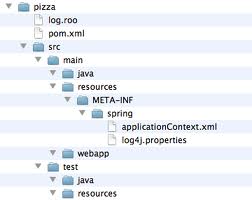 pizza
log.roo
pom.xml
src
main
java
resources
META-INF
spring
applicationContext.xml
log4j.properties
webapp
test
java
resources